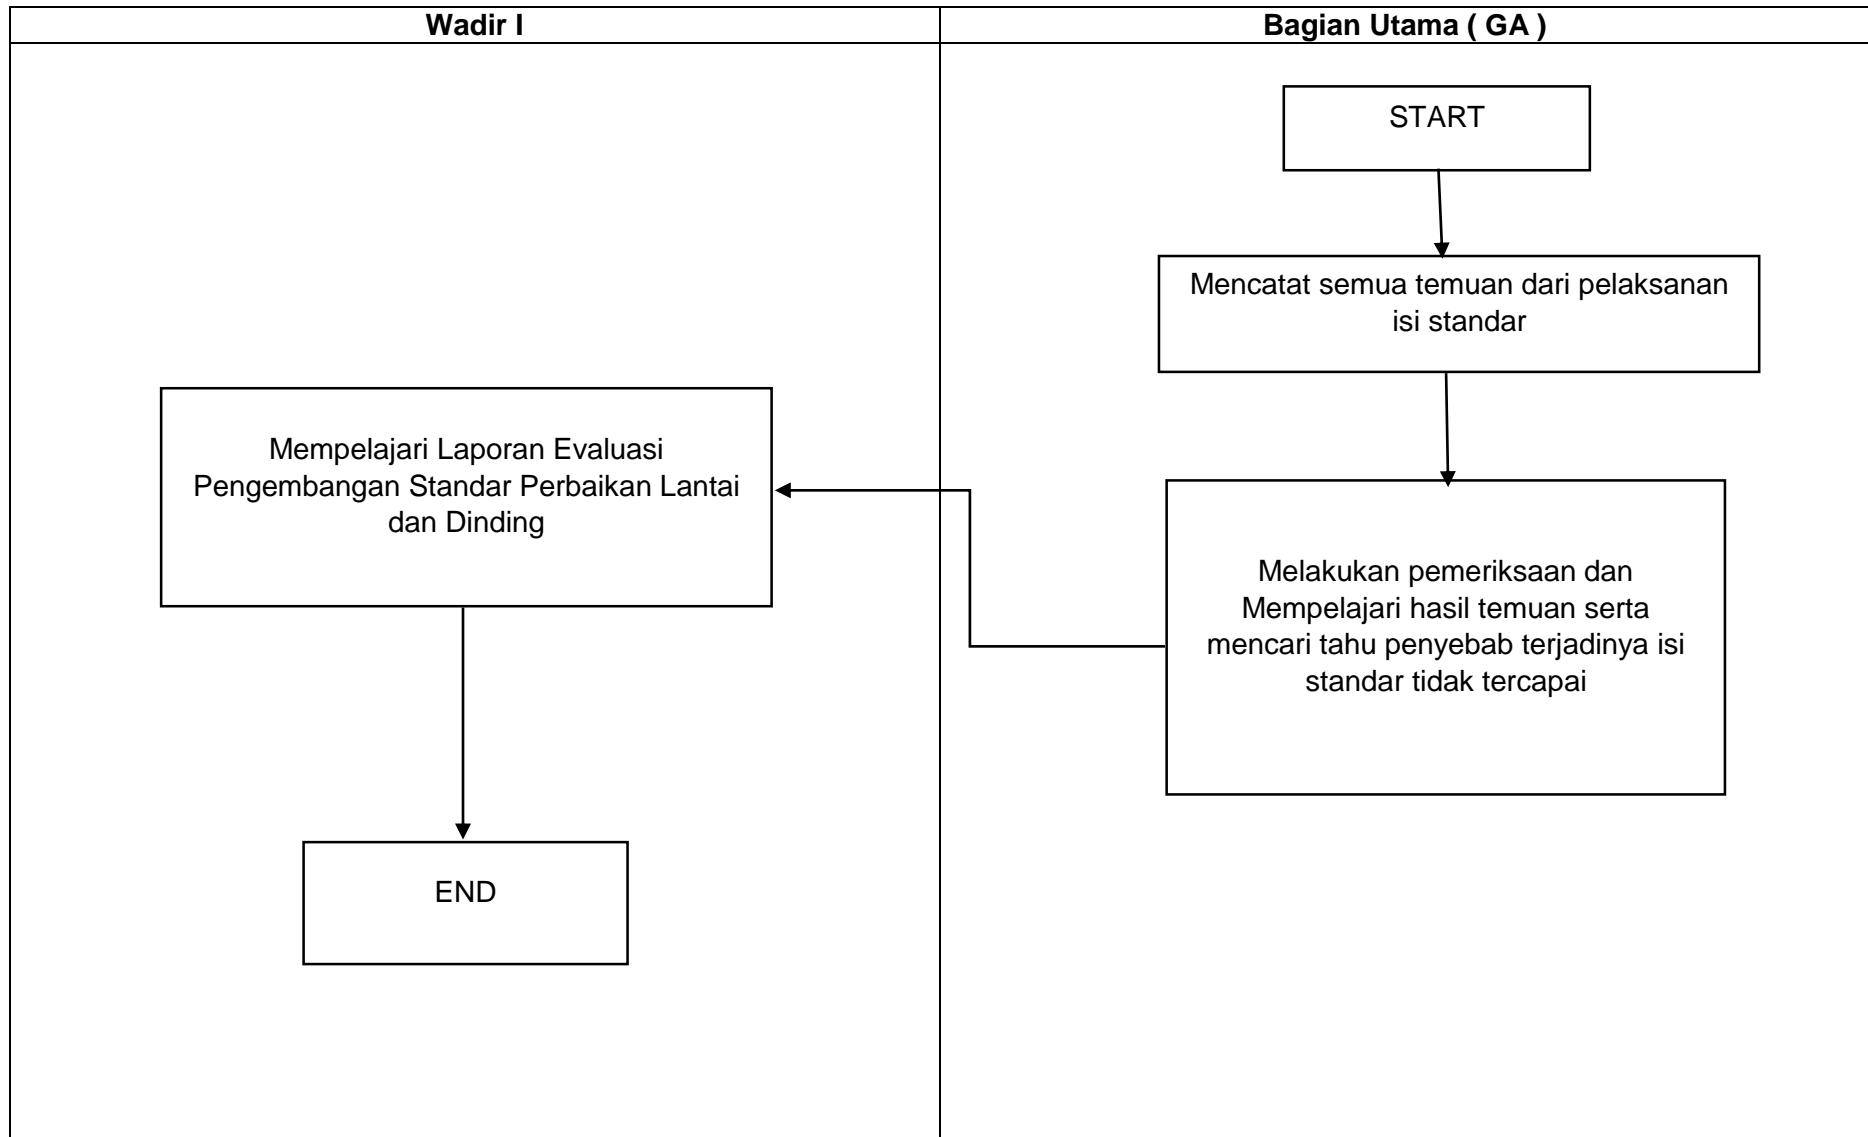 Wadir I
Bagian Utama ( GA )
START
Mencatat semua temuan dari pelaksanan
isi standar
Melakukan pemeriksaan dan
Mempelajari hasil temuan serta
mencari tahu penyebab terjadinya isi
standar tidak tercapai
Mempelajari Laporan Evaluasi
Pengembangan Standar Perbaikan Lantai
dan Dinding
END